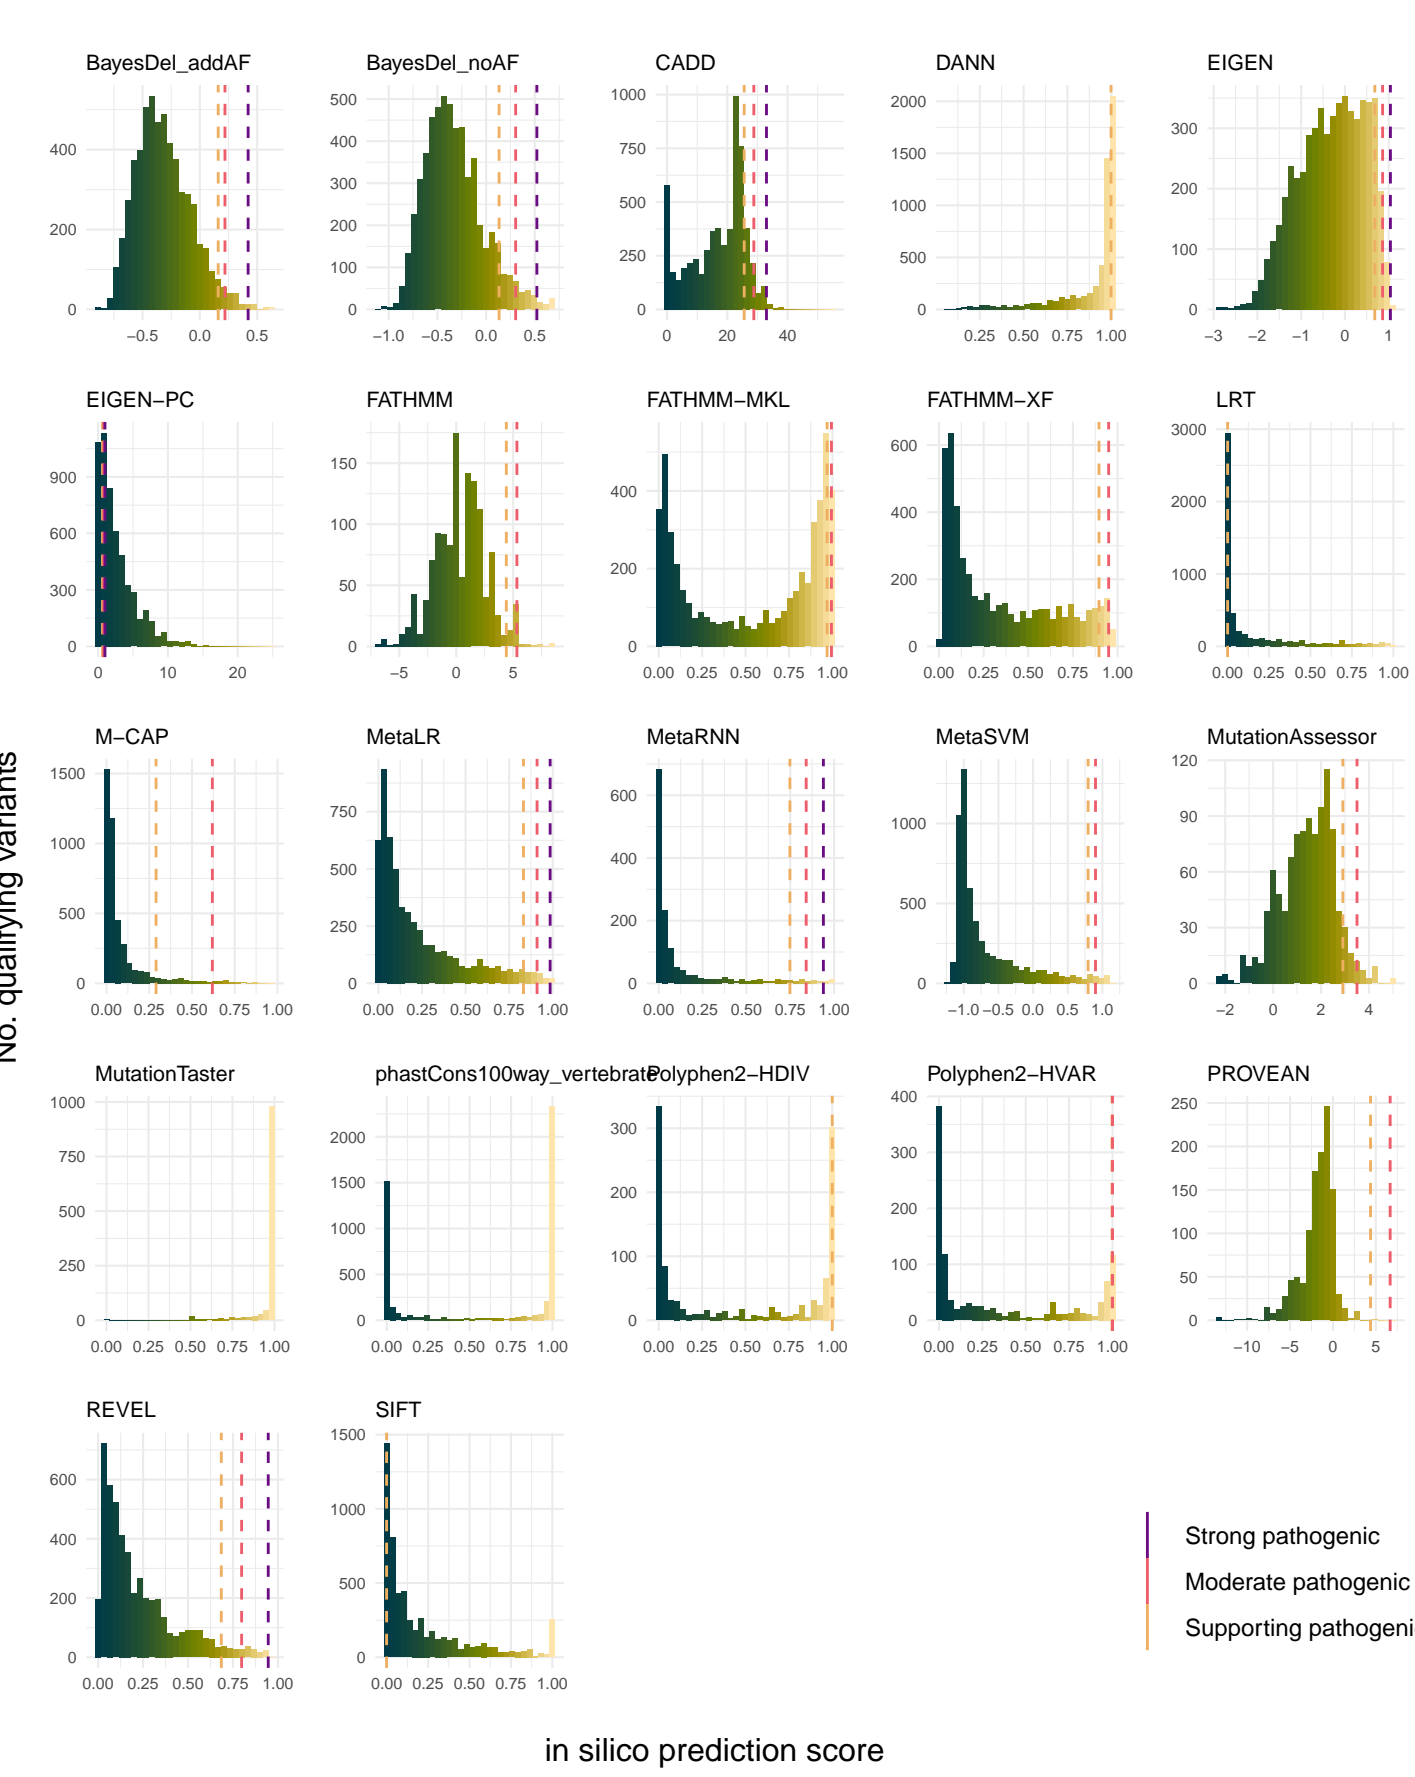 BayesDel_addAF
BayesDel_noAF
CADD
DANN
EIGEN
400
200
0
−0.5 0.0 0.5
500
400
300
200
100
0
−1.0 −0.5 0.0 0.5
1000
750
500
250
0
0 20 40
2000
1500
1000
500
0
0.25 0.50 0.75 1.00
300
200
100
0
−3 −2 −1 0 1
EIGEN−PC
FATHMM
FATHMM−MKL
FATHMM−XF
LRT
900
600
300
0
0 10 20
150
100
50
0
−5 0 5
400
200
0
0.00 0.25 0.50 0.75 1.00
600
400
200
0
0.00 0.25 0.50 0.75 1.00
3000
2000
1000
0
0.00 0.25 0.50 0.75 1.00
No. qualifying variants
M−CAP
MetaLR
MetaRNN
MetaSVM
MutationAssessor
1500
1000
500
0
0.00 0.25 0.50 0.75 1.00
750
500
250
0
0.00 0.25 0.50 0.75 1.00
600
400
200
0
0.00 0.25 0.50 0.75 1.00
1000
500
0
−1.0 −0.5 0.0 0.5 1.0
120
90
60
30
0
−2 0 2 4
MutationTaster
phastCons100way_vertebrate
Polyphen2−HDIV
Polyphen2−HVAR
PROVEAN
1000
750
500
250
0
0.00 0.25 0.50 0.75 1.00
2000
1500
1000
500
0
0.00 0.25 0.50 0.75 1.00
300
200
100
0
0.00 0.25 0.50 0.75 1.00
400
300
200
100
0
0.00 0.25 0.50 0.75 1.00
250
200
150
100
50
0
−10 −5 0 5
REVEL
SIFT
600
400
200
0
0.00 0.25 0.50 0.75 1.00
1500
1000
500
0
0.00 0.25 0.50 0.75 1.00
Strong pathogenic
Moderate pathogenic
Supporting pathogeni
in silico prediction score